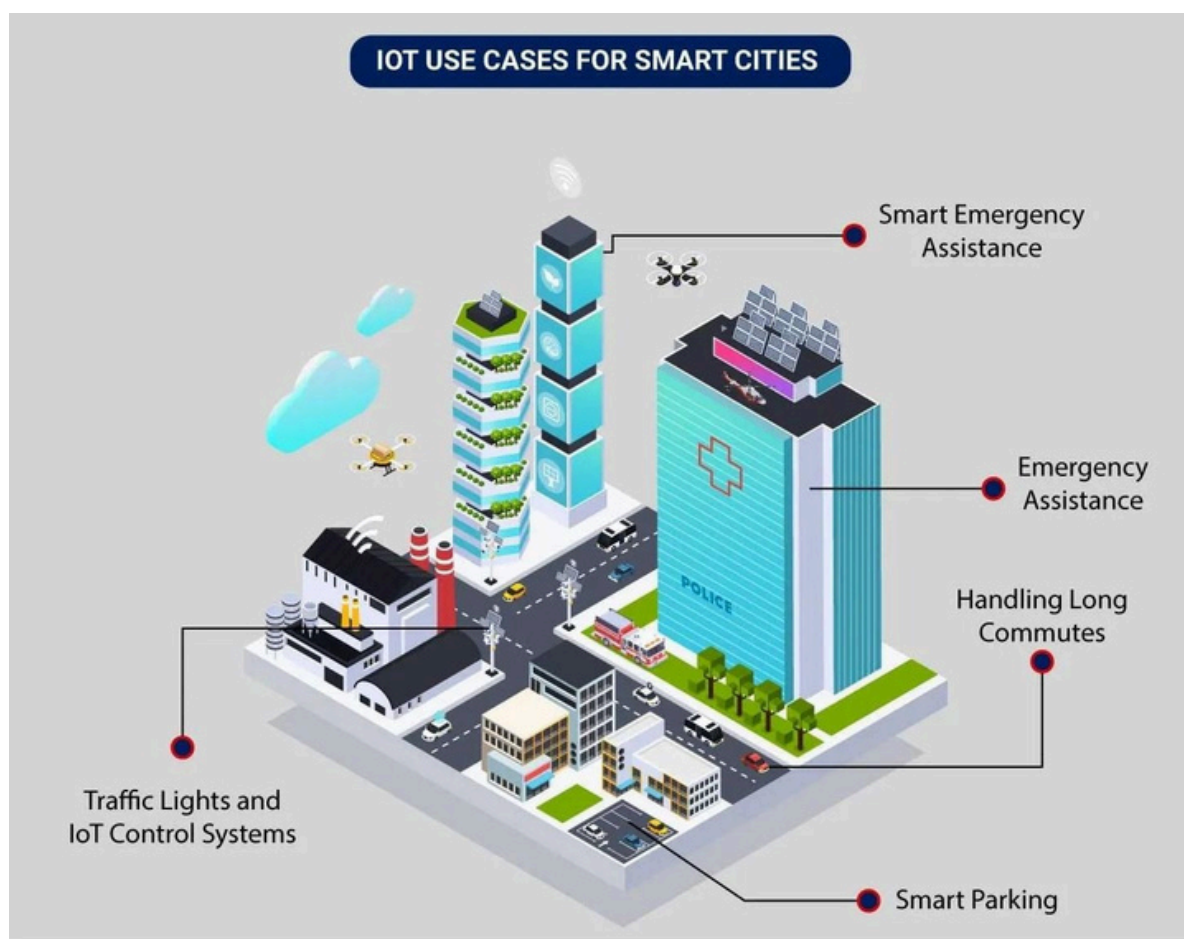 IOT USE CASES FOR SMART CITIES
Smart Emergency
Assistance
Emergency
Assistance
POLICE
Handling Long
Commutes
Traffic Lights and
IoT Control Systems
Smart Parking